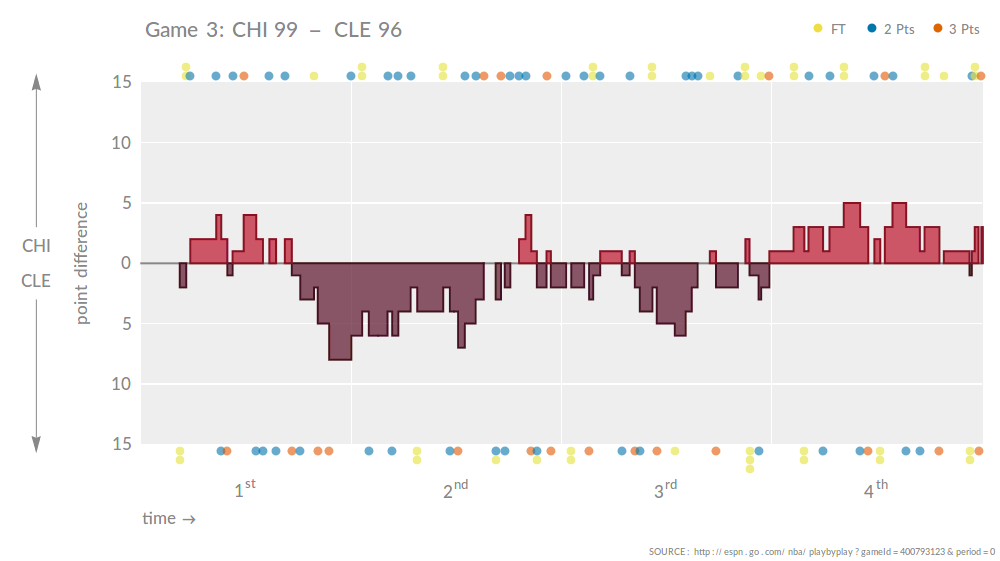 Game 3: CHI 99 – CLE 96
FT
2 Pts
3 Pts
15
10
5
0
5
10
15
CHI
CLE
point difference
1st
2nd
3rd
4th
time →
SOURCE: http://espn.go.com/nba/playbyplay?gameId=400793123&period=0